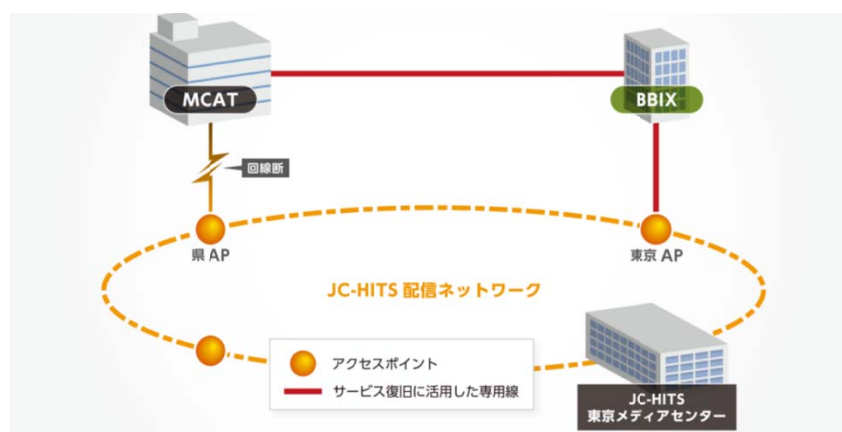 MCAT
BBIX
回線断
県 AP
東京 AP
JC-HITS 配信ネットワーク
アクセスポイント
サービス復旧に活用した専用線
JC-HITS
東京メディアセンター